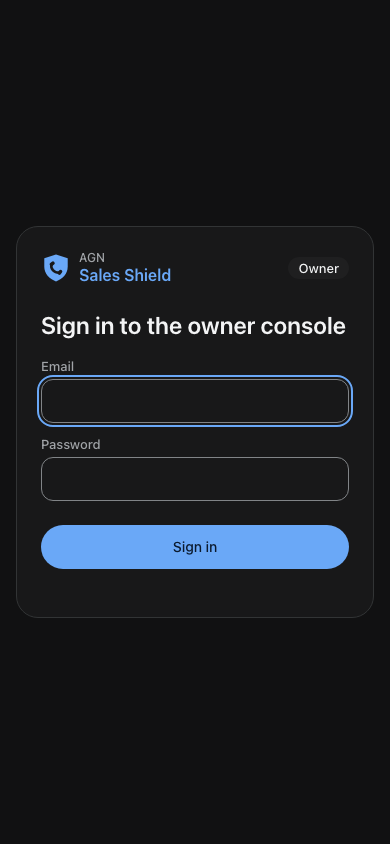 AGN
Sales Shield
Owner
Sign in to the owner console
Email
Password
Sign in